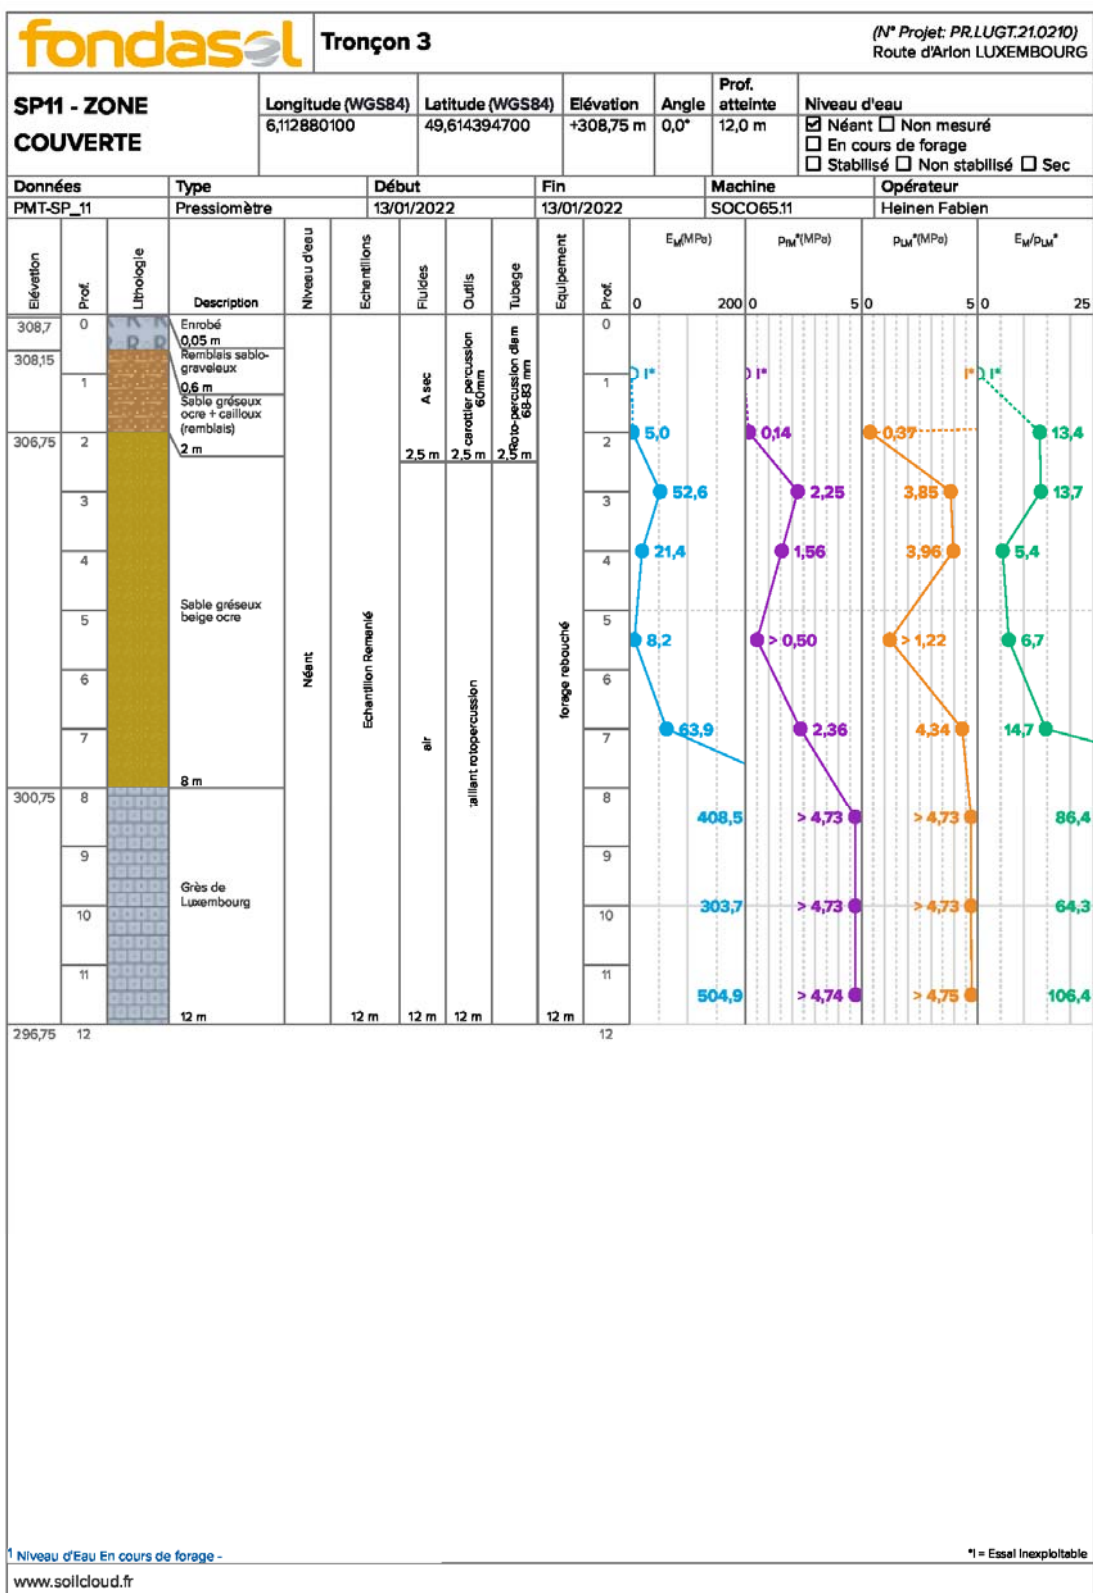 fondasol
Tronçon 3
(N° Projet: PR.LUGT.21.0210)
Route d'Arlon LUXEMBOURG
SP11 - ZONE
COUVERTE
Longitude (WGS84) Latitude (WGS84) Elévation Angle Prof. atteinte Niveau d'eau
6,112880100 49,614394700 +308,75 m 0,0° 12,0 m
☑ Néant ☐ Non mesuré
☐ En cours de forage
☐ Stabilisé ☐ Non stabilisé ☐ Sec
Données Type Début Fin Machine Opérateur
PMT-SP_11 Pressiomètre 13/01/2022 13/01/2022 SOCO65.11 Heinen Fabien
Elévation Prof. Lithologie Description Niveau d'eau Echantillons Fluides Outils Tubage Equipement Prof. EM(MPa) pfM*(MPa) pLM*(MPa) EM/pLM*
0 200 0 5 0 5 0 25
308,7 0 R R R Enrobé 0
R R 0,05 m
308,15 Remblais sablo-
graveleux
1 0,6 m 1 I* I* I* I*
Sable gréseux
ocre + cailloux
(remblais)
A sec
carottier percussion
60mm
Roto-percussion diam
68-83 mm
306,75 2 2 m 2,5 m 2,5 m 2,5 m 2 5,0 0,14 0,37 13,4
3 3 52,6 2,25 3,85 13,7
4 4 21,4 1,56 3,96 5,4
Sable gréseux
beige ocre
5 5 8,2 > 0,50 > 1,22 6,7
6 6
Néant
Echantillon Remanié
air
taillant rotopercussion
forage rebouché
7 7 63,9 2,36 4,34 14,7
8 m
300,75 8 8 408,5 > 4,73 > 4,73 86,4
9 9
Grès de
Luxembourg
10 10 303,7 > 4,73 > 4,73 64,3
11 11 504,9 > 4,74 > 4,75 106,4
12 m 12 m 12 m 12 m 12 m
296,75 12 12
1 Niveau d'Eau En cours de forage -
*I = Essai Inexploitable
www.soilcloud.fr